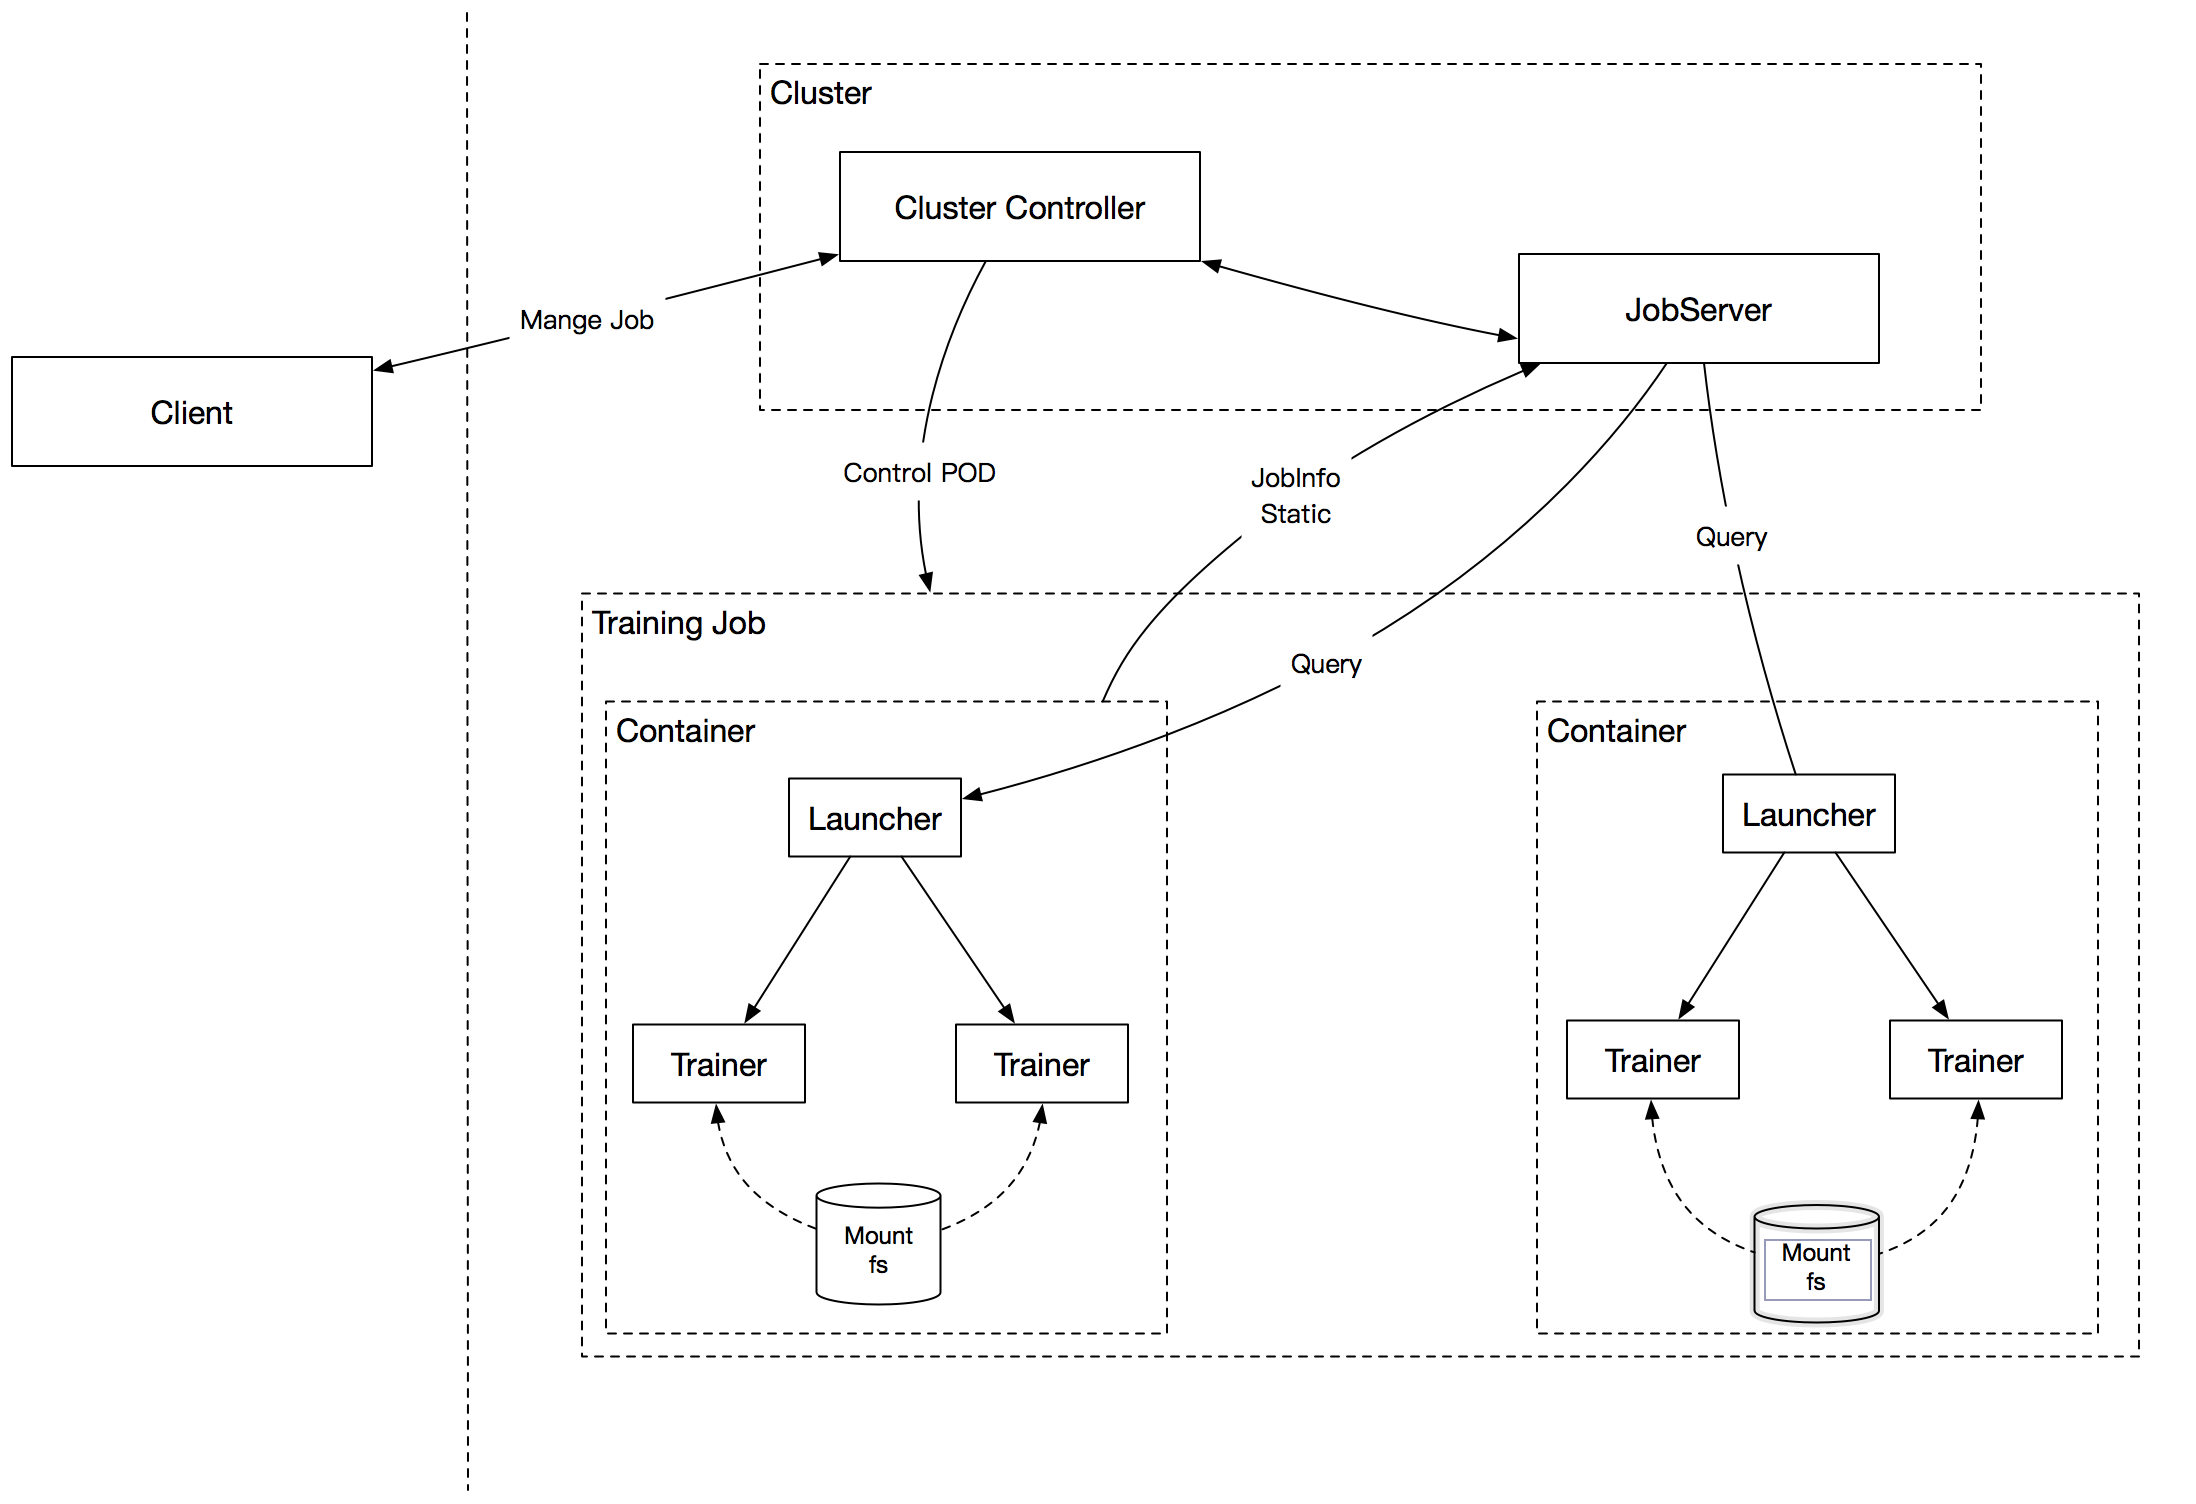 Cluster
Cluster Controller
JobServer
Mange Job
Client
Control POD
JobInfo
Static
Query
Training Job
Query
Container
Container
Launcher
Launcher
Trainer
Trainer
Trainer
Trainer
Mount
fs
Mount
fs